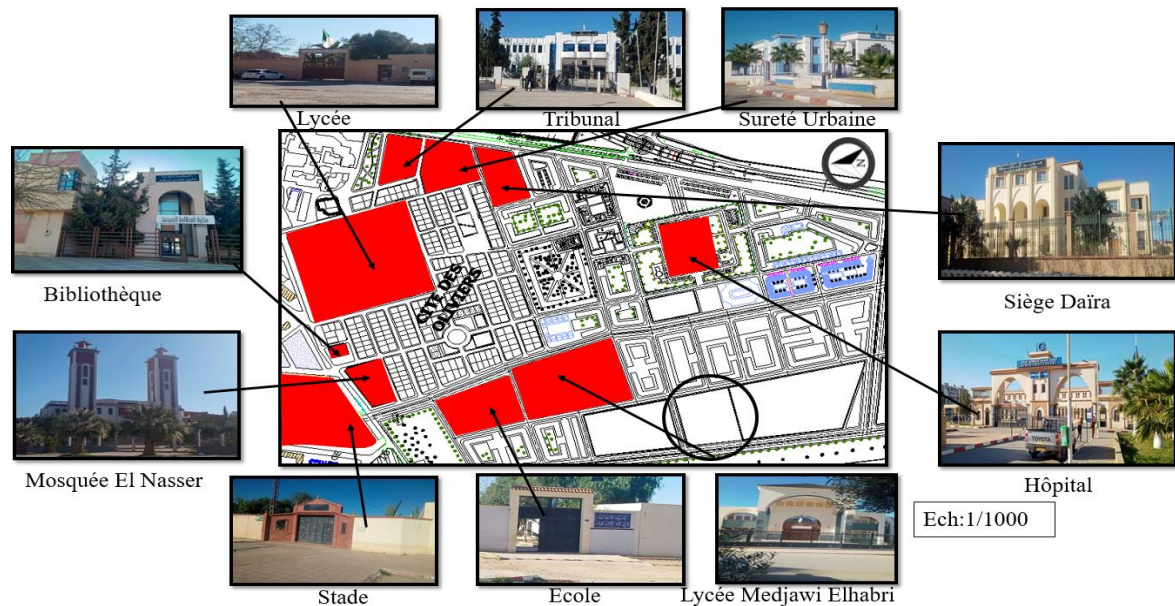 Lycée
Tribunal
Sureté Urbaine
Bibliothèque
CITE DES
OLIVIERS
N
Siège Daïra
Mosquée El Nasser
Hôpital
TOYOTA
Ech:1/1000
Stade
Ecole
Lycée Medjawi Elhabri